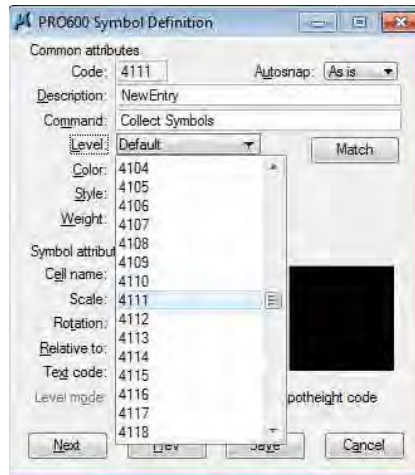 PRO600 Symbol Definition
Common attributes
Code: 4111 Autosnap: As is
Description: NewEntry
Command: Collect Symbols
Level: Default Match
Color: 4104
4105
Style: 4106
Weight: 4107
4108
Symbol attribut 4109
Cell name: 4110
Scale: 4111
Rotation: 4112
4113
Relative to: 4114
Text code: 4115
Level mode: 4116 potheight code
4117
4118
Next Prev Save Cancel